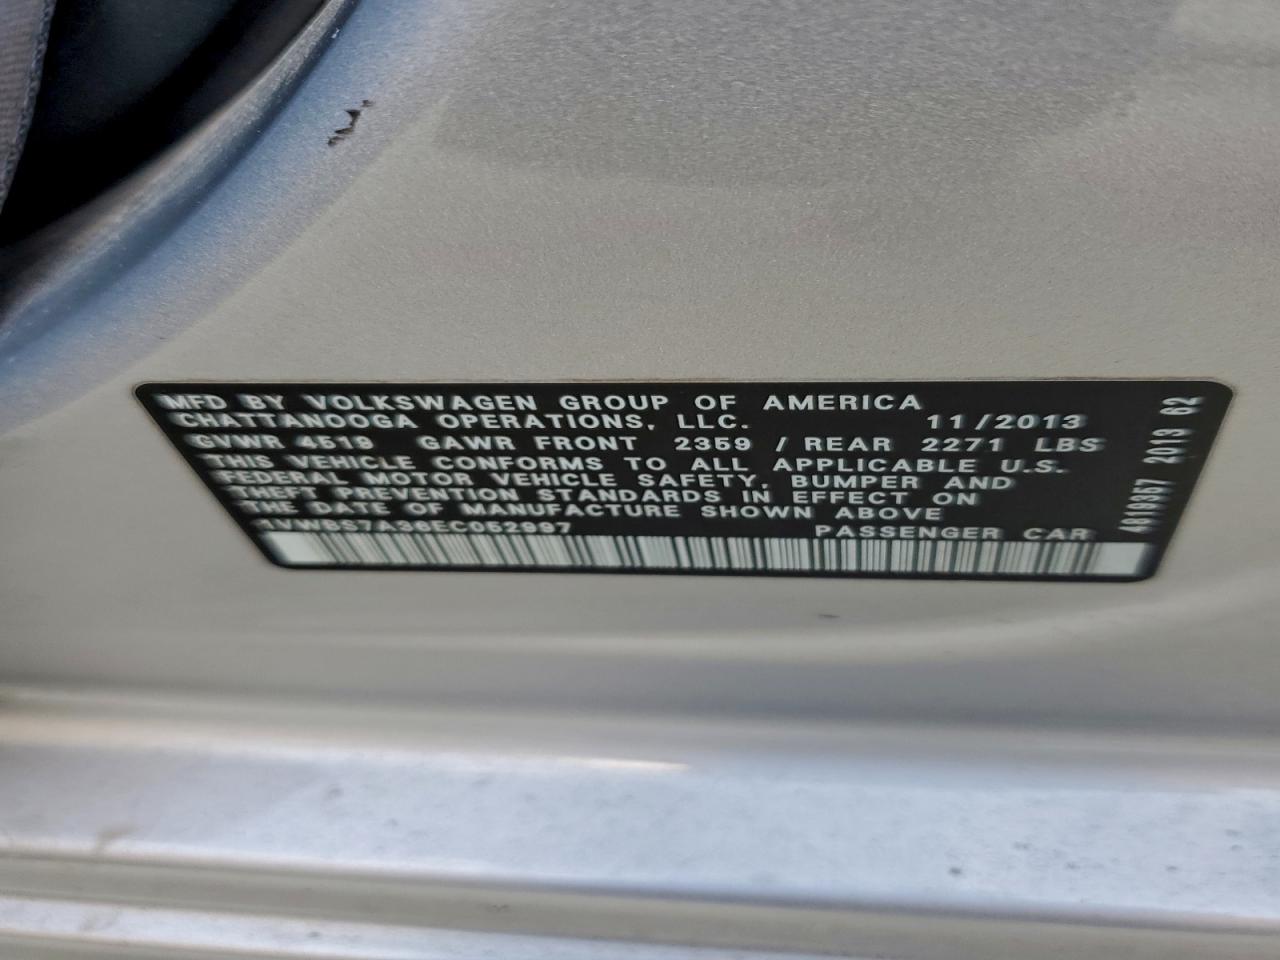 MFD BY VOLKSWAGEN GROUP OF AMERICA
CHATTANOOGA OPERATIONS, LLC. 11/2013
GVWR 4519 GAWR FRONT 2359 / REAR 2271 LBS
THIS VEHICLE CONFORMS TO ALL APPLICABLE U.S.
FEDERAL MOTOR VEHICLE SAFETY, BUMPER AND
THEFT PREVENTION STANDARDS IN EFFECT ON
THE DATE OF MANUFACTURE SHOWN ABOVE
1VWBS7A36EC052997 PASSENGER CAR
4819357 2013 62